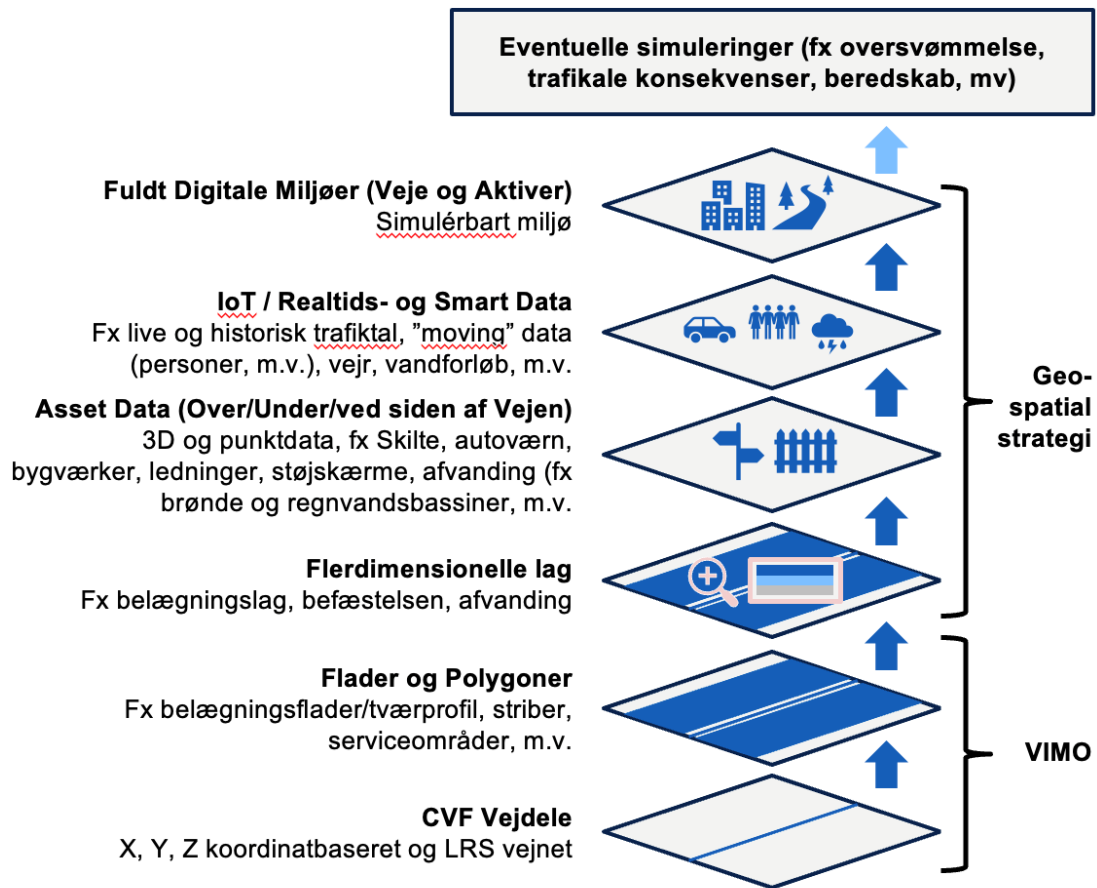 Eventuelle simuleringer (fx oversvømmelse,
trafikale konsekvenser, beredskab, mv)
Fuldt Digitale Miljøer (Veje og Aktiver)
Simulérbart miljø
IoT / Realtids- og Smart Data
Fx live og historisk trafiktal, ”moving” data
(personer, m.v.), vejr, vandforløb, m.v.
Asset Data (Over/Under/ved siden af Vejen)
3D og punktdata, fx Skilte, autoværn,
bygværker, ledninger, støjskærme, afvanding (fx
brønde og regnvandsbassiner, m.v.
Flerdimensionelle lag
Fx belægningslag, befæstelsen, afvanding
Geo-
spatial
strategi
Flader og Polygoner
Fx belægningsflader/tværprofil, striber,
serviceområder, m.v.
CVF Vejdele
X, Y, Z koordinatbaseret og LRS vejnet
VIMO